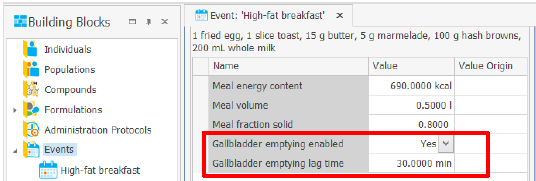 Building Blocks
Individuals
Populations
Compounds
Formulations
Administration Protocols
Events
High-fat breakfast
Event: 'High-fat breakfast'
1 fried egg, 1 slice toast, 15 g butter, 5 g marmelade, 100 g hash browns,
200 mL whole milk
Name Value Value Origin
Meal energy content 690.0000 kcal
Meal volume 0.5000 l
Meal fraction solid 0.8000
Gallbladder emptying enabled Yes
Gallbladder emptying lag time 30.0000 min